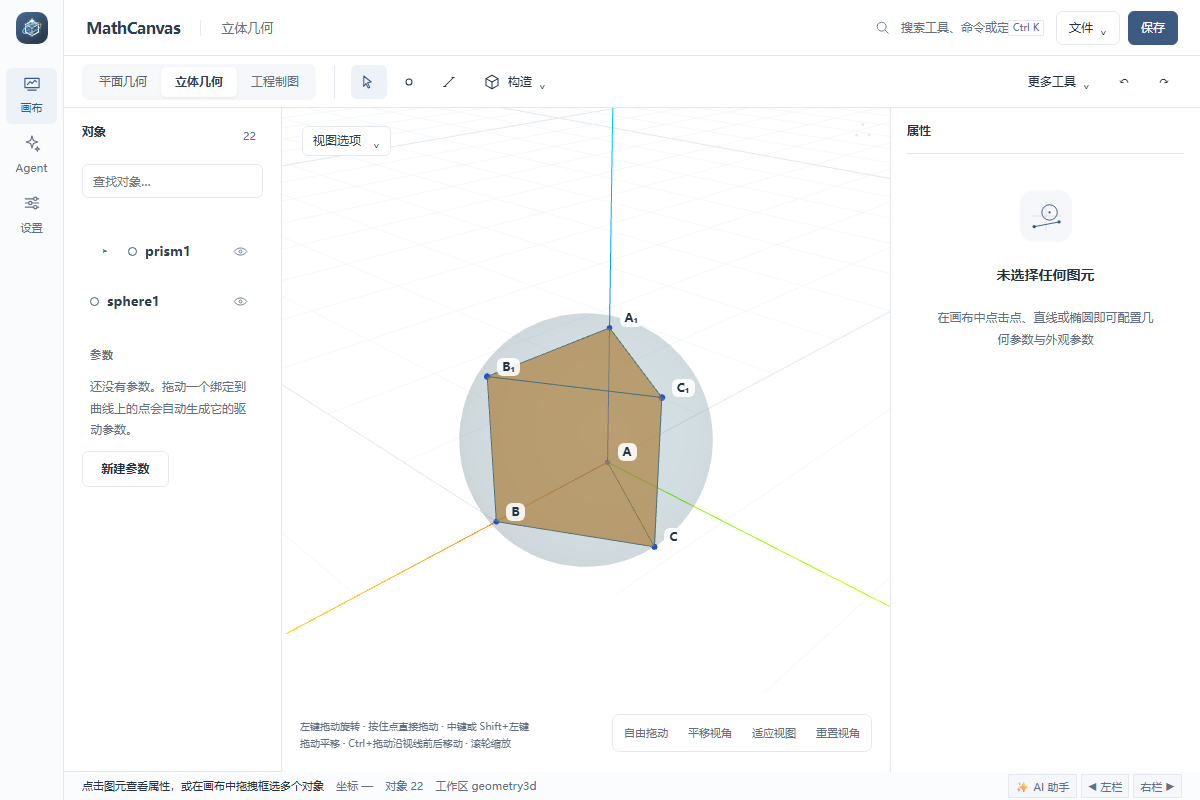 MathCanvas
立体几何
搜索工具、命令或定 Ctrl K
文件
保存
画布
Agent
设置
平面几何
立体几何
工程制图
构造
更多工具
对象
22
查找对象...
prism1
sphere1
参数
还没有参数。拖动一个绑定到
曲线上的点会自动生成它的驱
动参数。
新建参数
视图选项
A₁
B₁
C₁
A
B
C
左键拖动旋转 · 按住点直接拖动 · 中键或 Shift+左键
拖动平移 · Ctrl+拖动沿视线前后移动 · 滚轮缩放
自由拖动
平移视角
适应视图
重置视角
属性
未选择任何图元
在画布中点击点、直线或椭圆即可配置几
何参数与外观参数
点击图元查看属性，或在画布中拖拽框选多个对象
坐标 —
对象 22
工作区 geometry3d
✨ AI 助手
◀ 左栏
右栏 ▶